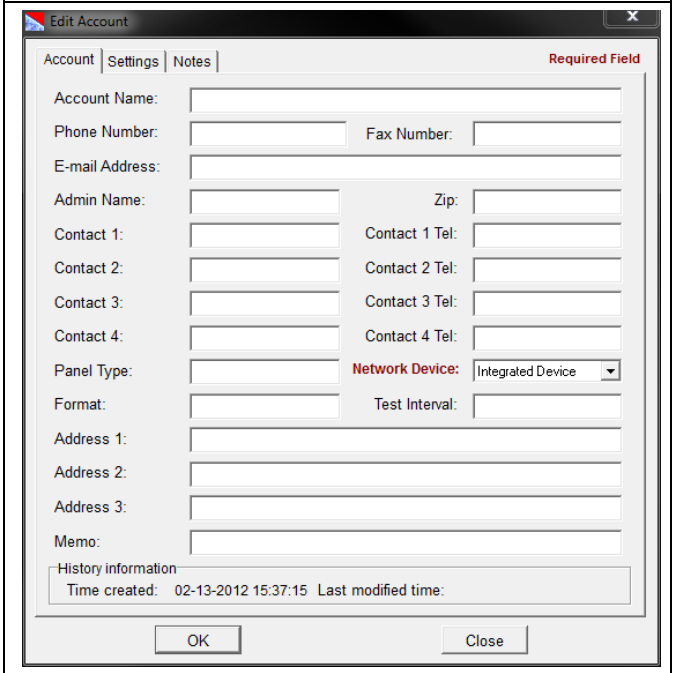 Edit Account
Account Settings Notes Required Field
Account Name:
Phone Number: Fax Number:
E-mail Address:
Admin Name: Zip:
Contact 1: Contact 1 Tel:
Contact 2: Contact 2 Tel:
Contact 3: Contact 3 Tel:
Contact 4: Contact 4 Tel:
Panel Type: Network Device: Integrated Device
Format: Test Interval:
Address 1:
Address 2:
Address 3:
Memo:
History information
Time created: 02-13-2012 15:37:15 Last modified time:
OK Close